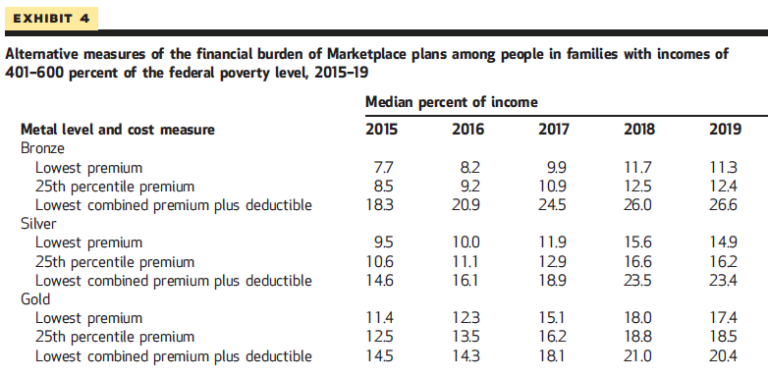 EXHIBIT 4
Alternative measures of the financial burden of Marketplace plans among people in families with incomes of
401–600 percent of the federal poverty level, 2015–19
Median percent of income
Metal level and cost measure 2015 2016 2017 2018 2019
Bronze
Lowest premium 7.7 8.2 9.9 11.7 11.3
25th percentile premium 8.5 9.2 10.9 12.5 12.4
Lowest combined premium plus deductible 18.3 20.9 24.5 26.0 26.6
Silver
Lowest premium 9.5 10.0 11.9 15.6 14.9
25th percentile premium 10.6 11.1 12.9 16.6 16.2
Lowest combined premium plus deductible 14.6 16.1 18.9 23.5 23.4
Gold
Lowest premium 11.4 12.3 15.1 18.0 17.4
25th percentile premium 12.5 13.5 16.2 18.8 18.5
Lowest combined premium plus deductible 14.5 14.3 18.1 21.0 20.4